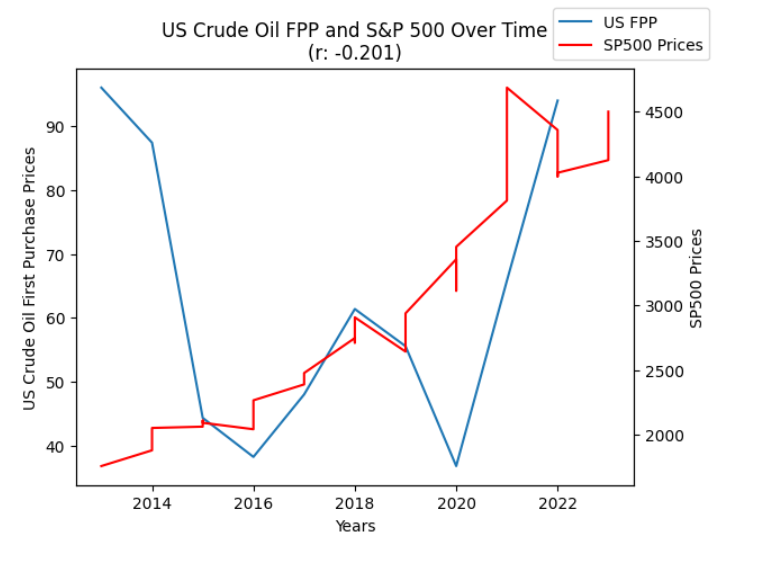 US Crude Oil FPP and S&P 500 Over Time
(r: -0.201)
US FPP
SP500 Prices
US Crude Oil First Purchase Prices
90
80
70
60
50
40
4500
4000
3500
3000
2500
2000
SP500 Prices
2014 2016 2018 2020 2022
Years